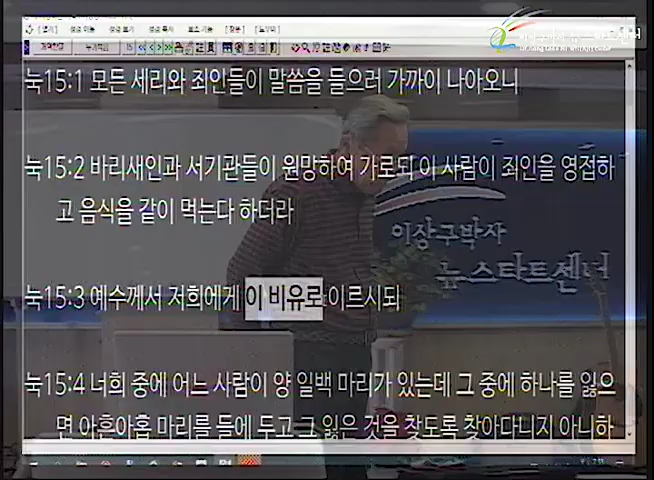 눅15:1 모든 세리와 죄인들이 말씀을 들으러 가까이 나아오니
눅15:2 바리새인과 서기관들이 원망하여 가로되 이 사람이 죄인을 영접하
고 음식을 같이 먹는다 하더라
이상구박사
뉴스타트센터
눅15:3 예수께서 저희에게 이 비유로 이르시되
눅15:4 너희 중에 어느 사람이 양 일백 마리가 있는데 그 중에 하나를 잃으
면 아흔아홉 마리를 들에 두고 그 잃은 것을 찾도록 찾아다니지 아니하